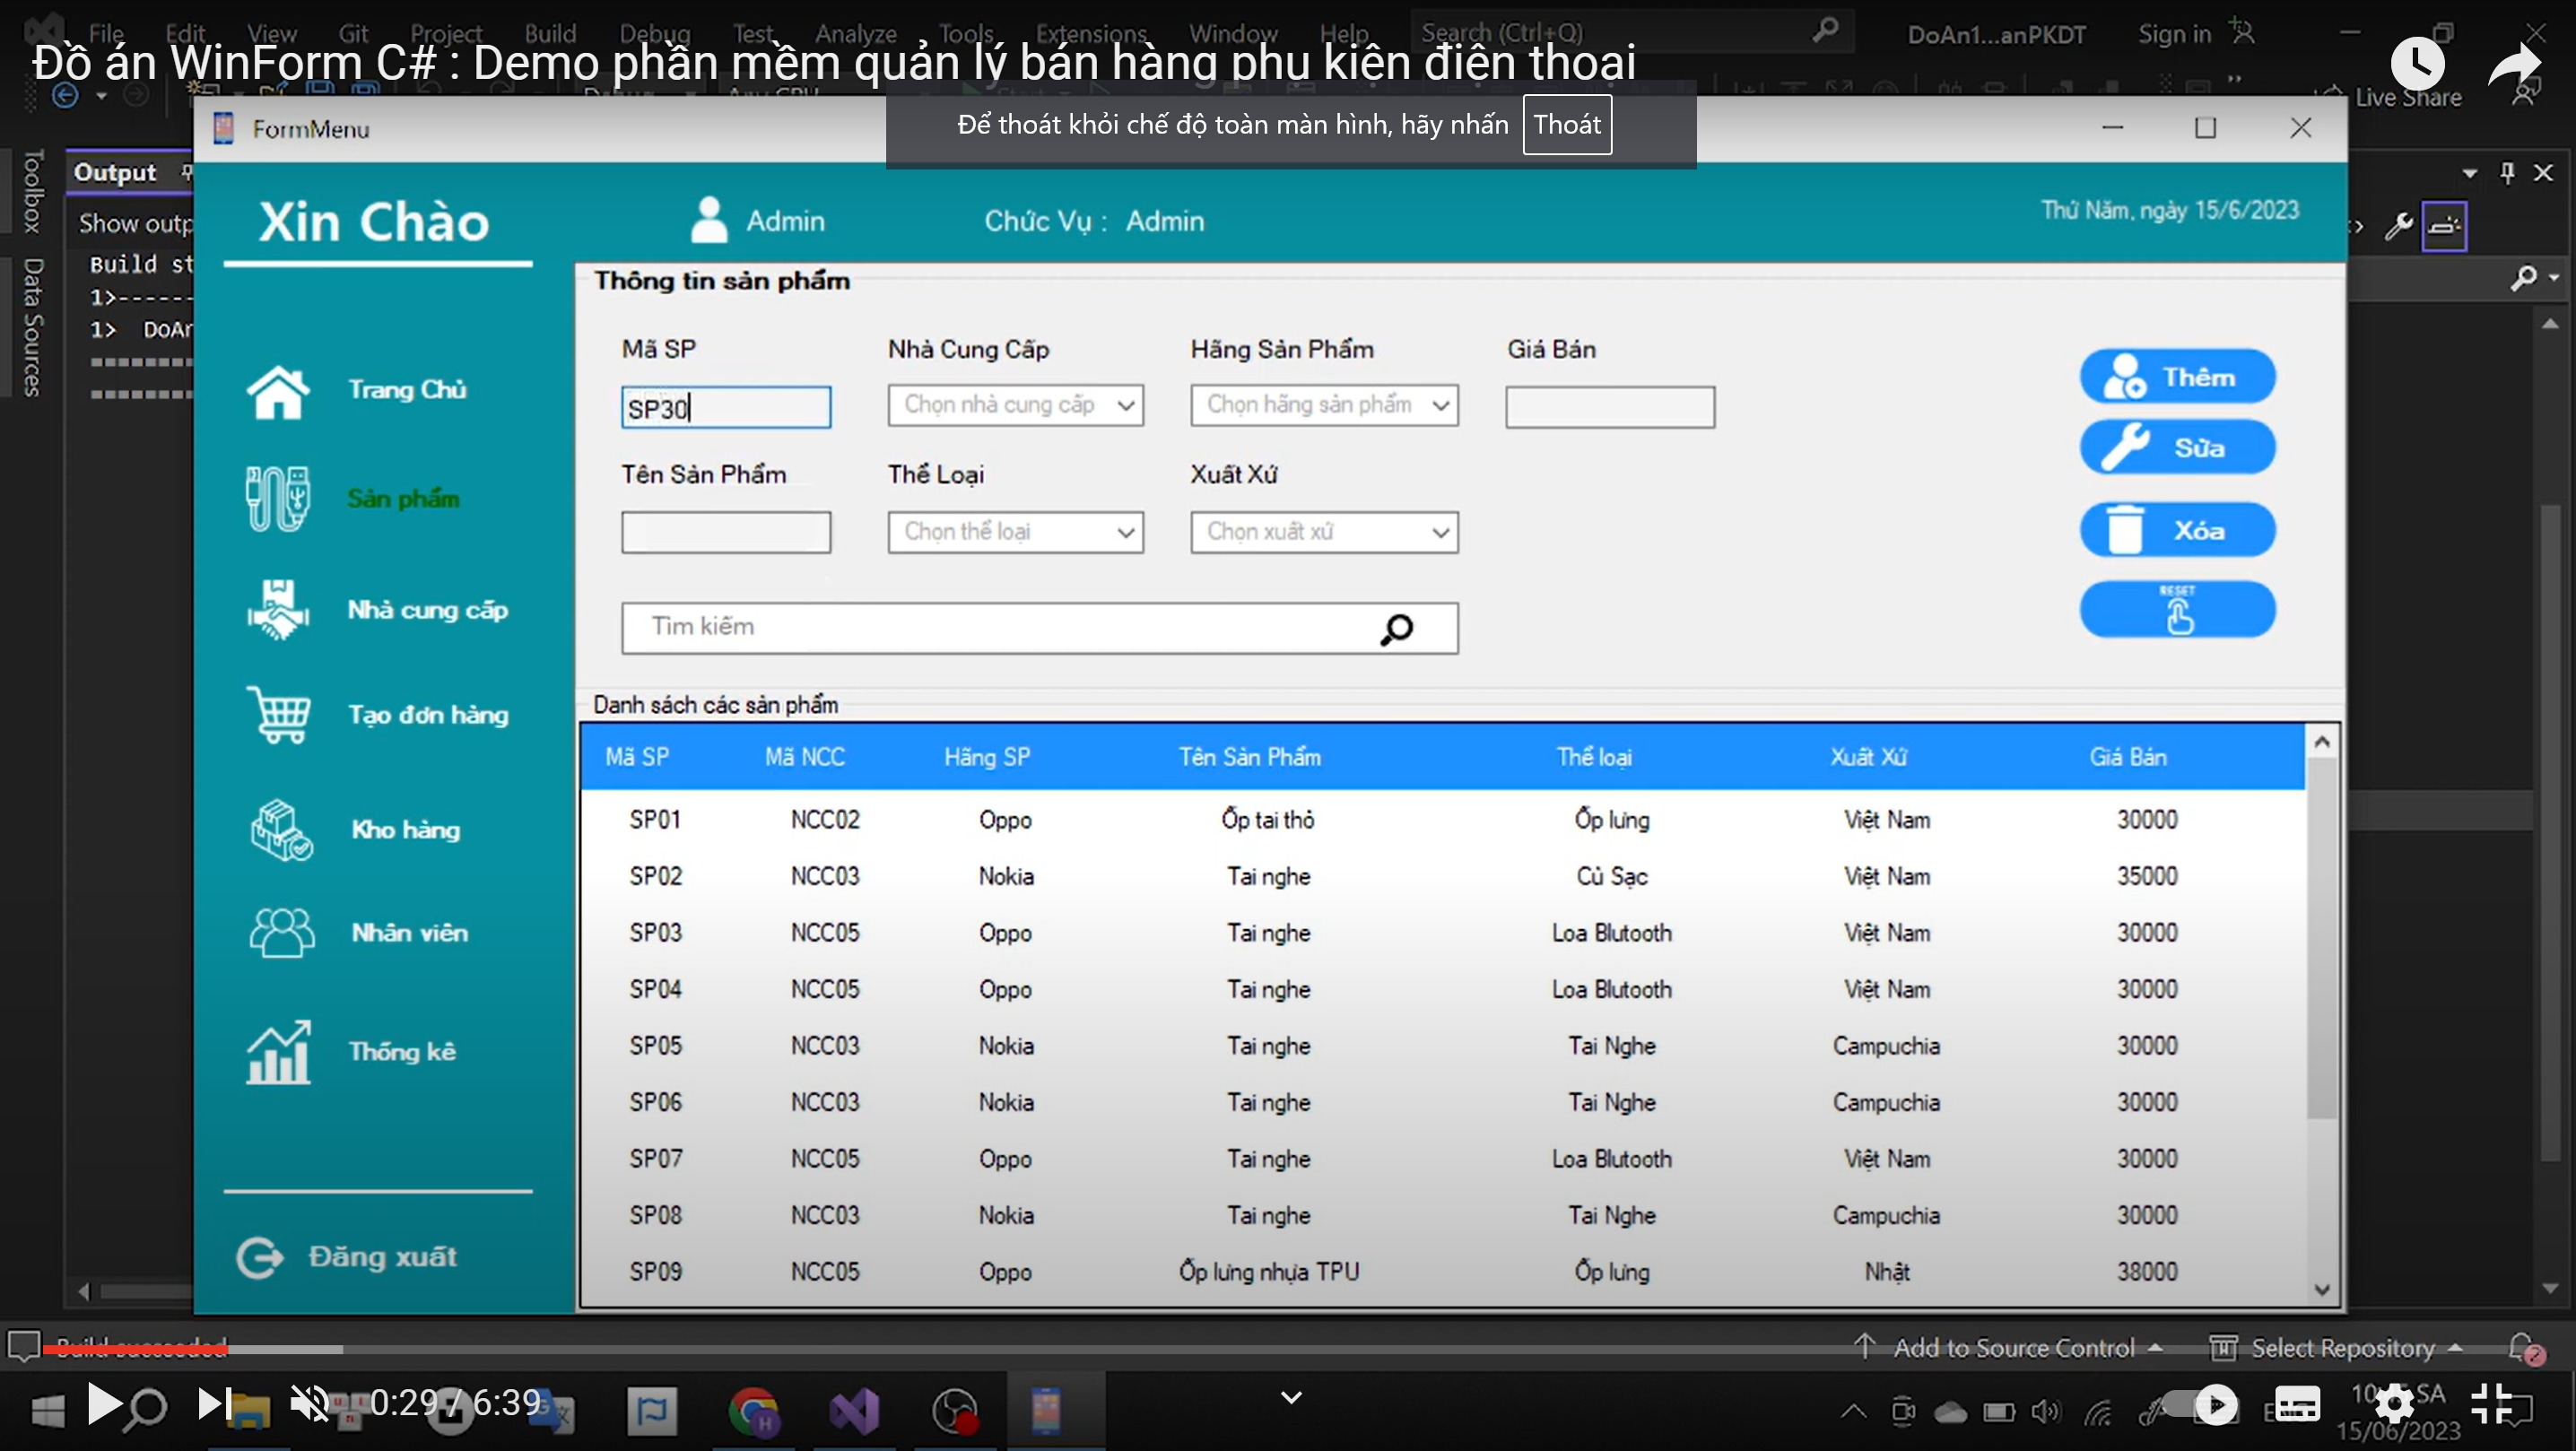 File Edit View Git Project Build Debug Test Analyze Tools Extensions Window Help Search (Ctrl+Q) DoAn1...anPKDT Sign in
Đồ án WinForm C# : Demo phần mềm quản lý bán hàng phụ kiện điện thoại
Live Share
FormMenu
Để thoát khỏi chế độ toàn màn hình, hãy nhấn Thoát
Toolbox
Data Sources
Output
Show outp
Build st
1>------
1> DoAn
========
========
Xin Chào
Admin
Chức Vụ : Admin
Thứ Năm, ngày 15/6/2023
Trang Chủ
Sản phẩm
Nhà cung cấp
Tạo đơn hàng
Kho hàng
Nhân viên
Thống kê
Đăng xuất
Thông tin sản phẩm
Mã SP Nhà Cung Cấp Hãng Sản Phẩm Giá Bán
SP30 Chọn nhà cung cấp Chọn hãng sản phẩm
Tên Sản Phẩm Thể Loại Xuất Xứ
Chọn thể loại Chọn xuất xứ
Tìm kiếm
Thêm
Sửa
Xóa
RESET
Danh sách các sản phẩm
Mã SP Mã NCC Hãng SP Tên Sản Phẩm Thể loại Xuất Xứ Giá Bán
SP01 NCC02 Oppo Ốp tai thỏ Ốp lưng Việt Nam 30000
SP02 NCC03 Nokia Tai nghe Củ Sạc Việt Nam 35000
SP03 NCC05 Oppo Tai nghe Loa Blutooth Việt Nam 30000
SP04 NCC05 Oppo Tai nghe Loa Blutooth Việt Nam 30000
SP05 NCC03 Nokia Tai nghe Tai Nghe Campuchia 30000
SP06 NCC03 Nokia Tai nghe Tai Nghe Campuchia 30000
SP07 NCC05 Oppo Tai nghe Loa Blutooth Việt Nam 30000
SP08 NCC03 Nokia Tai nghe Tai Nghe Campuchia 30000
SP09 NCC05 Oppo Ốp lưng nhựa TPU Ốp lưng Nhật 38000
Build succeeded
Add to Source Control Select Repository 2
0:29 / 6:39
SA
15/06/2023